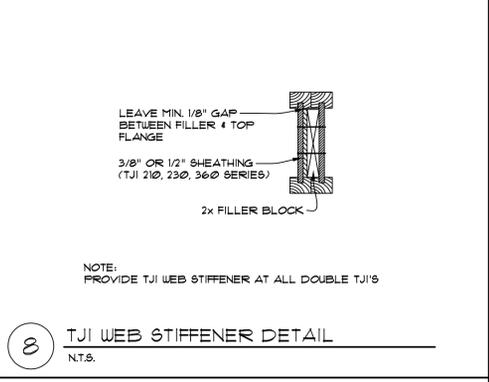 LEAVE MIN. 1/8" GAP
BETWEEN FILLER & TOP
FLANGE
3/8" OR 1/2" SHEATHING
(TJI 210, 230, 360 SERIES)
2x FILLER BLOCK
NOTE:
PROVIDE TJI WEB STIFFENER AT ALL DOUBLE TJI'S
8
TJI WEB STIFFENER DETAIL
N.T.S.